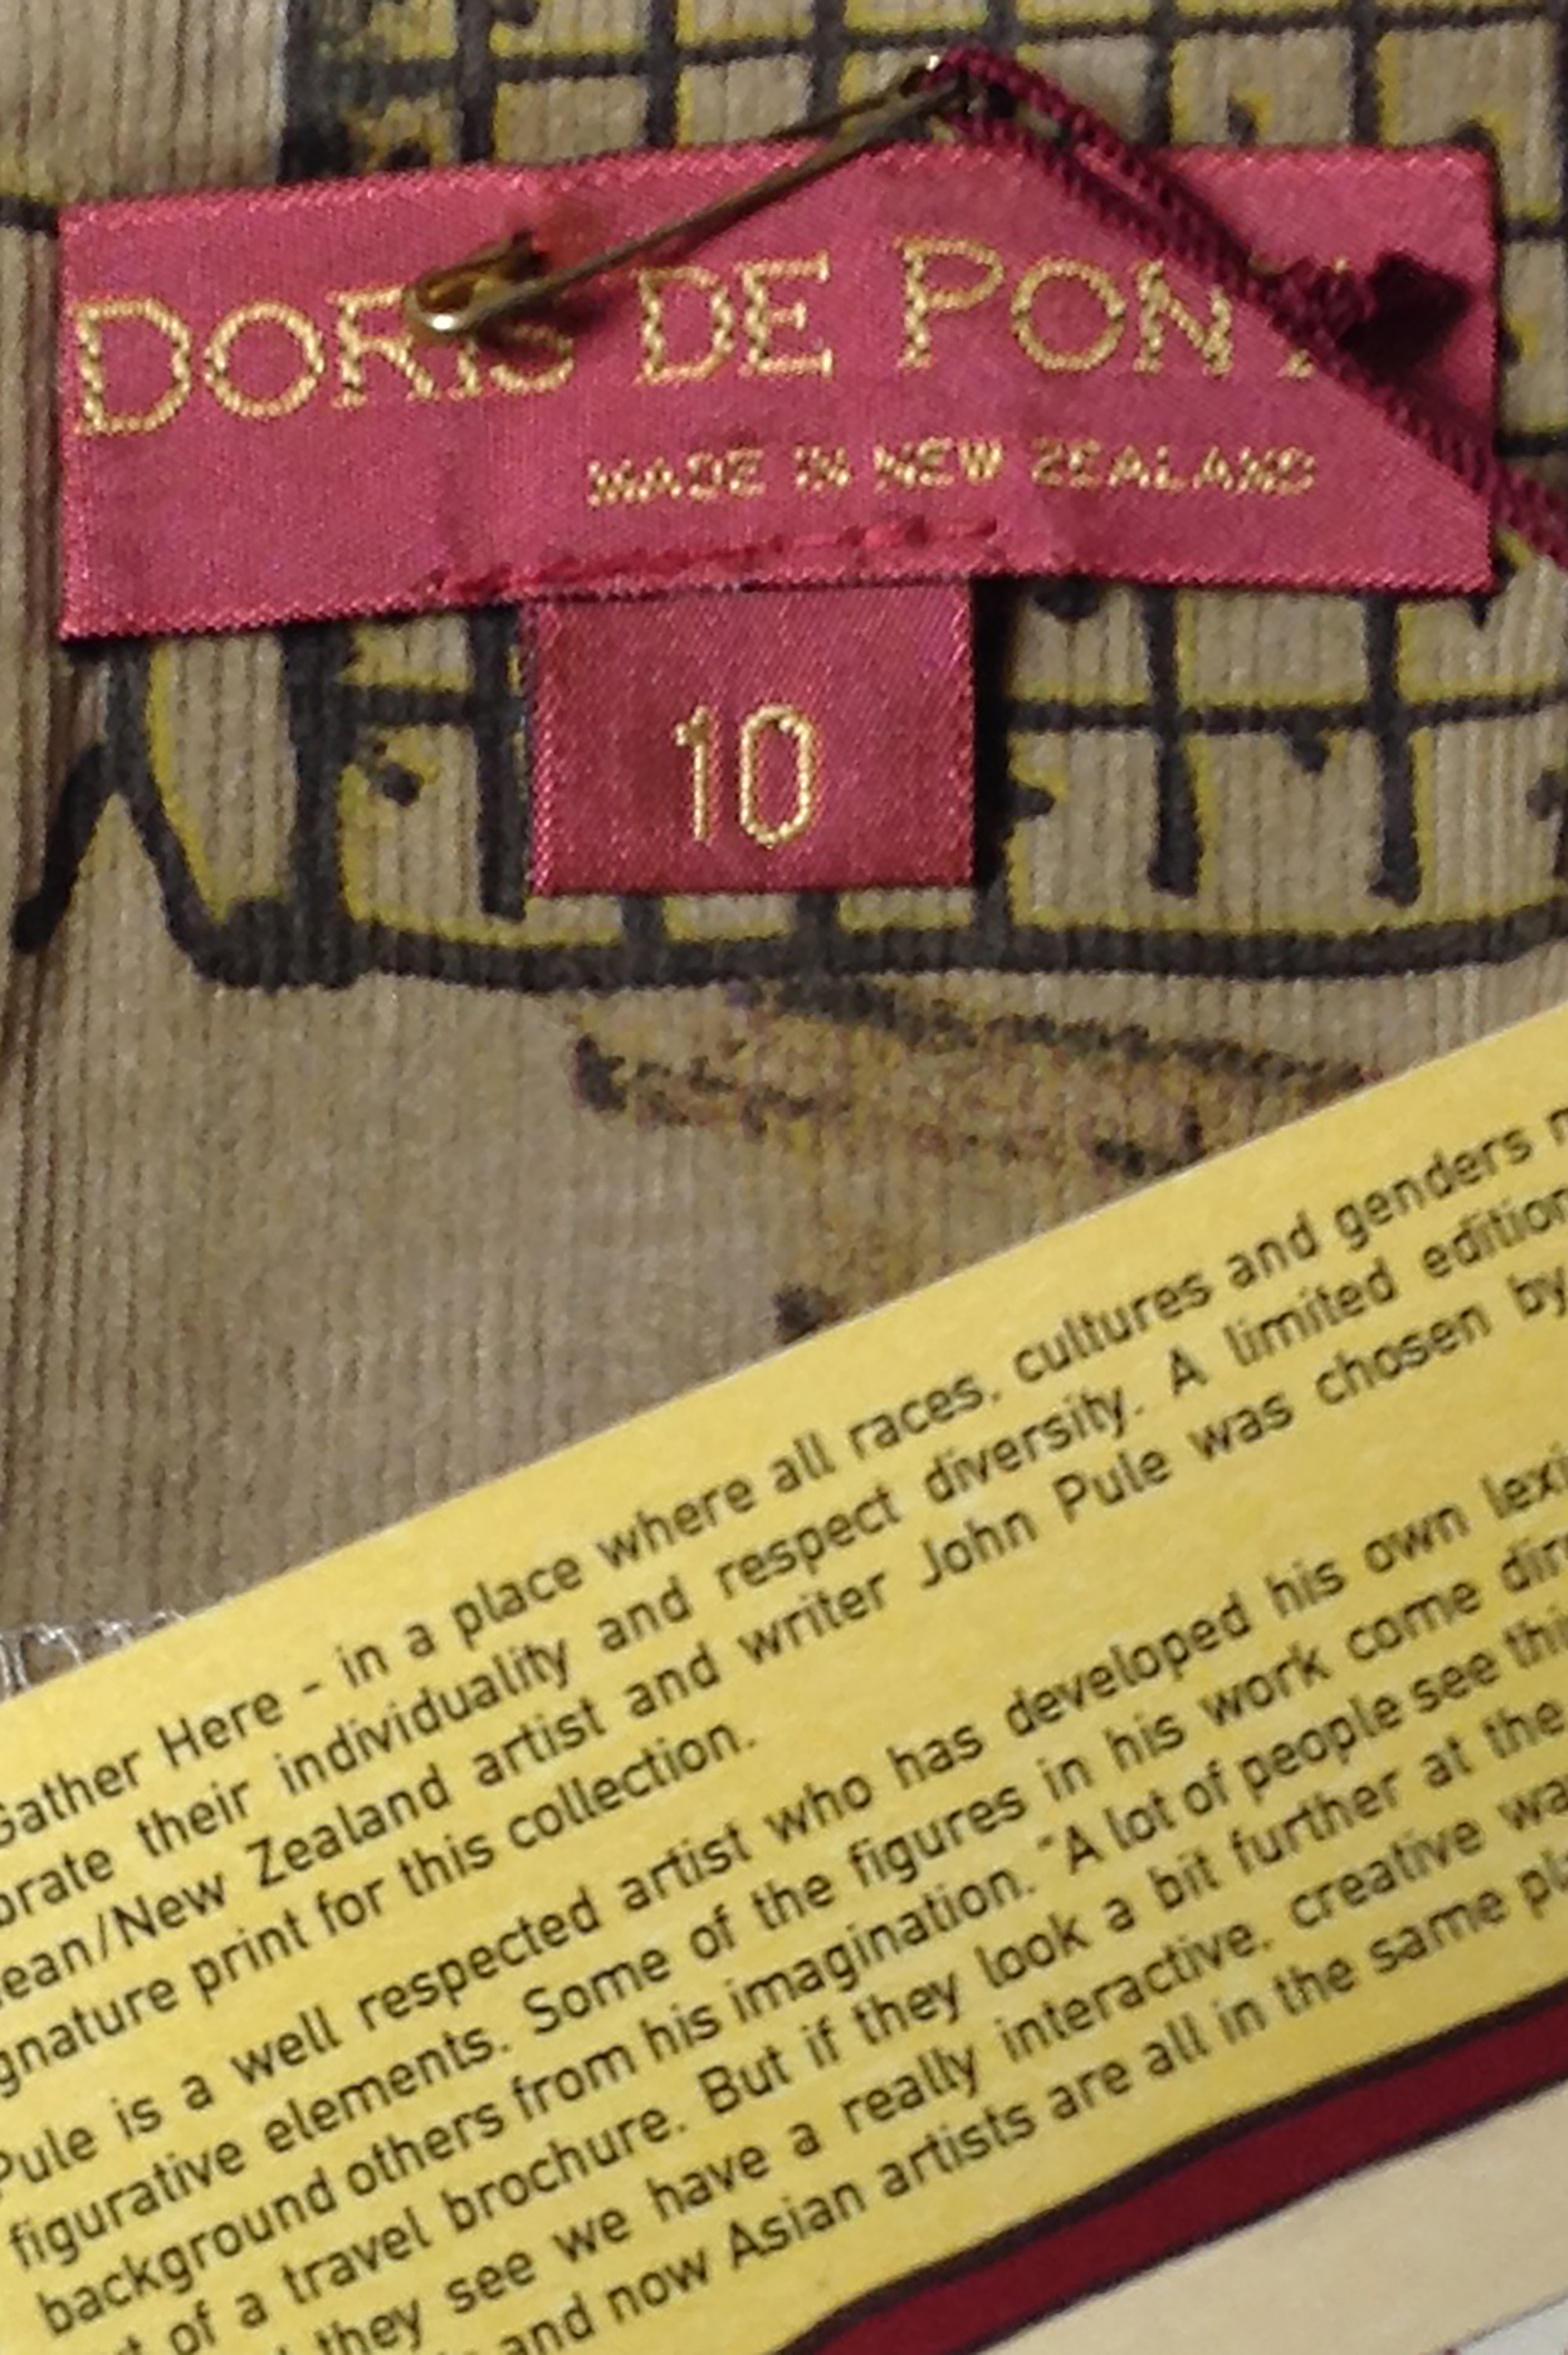 DORIS DE PON
MADE IN NEW ZEALAND
10
Gather Here - in a place where all races, cultures and genders
brate their individuality and respect diversity. A limited edition
ean/New Zealand artist and writer John Pule was chosen by
gnature print for this collection.
Pule is a well respected artist who has developed his own lexi
figurative elements. Some of the figures in his work come dir
background others from his imagination. "A lot of people see thi
of a travel brochure. But if they look a bit further at the
they see we have a really interactive, creative wa
and now Asian artists are all in the same pl